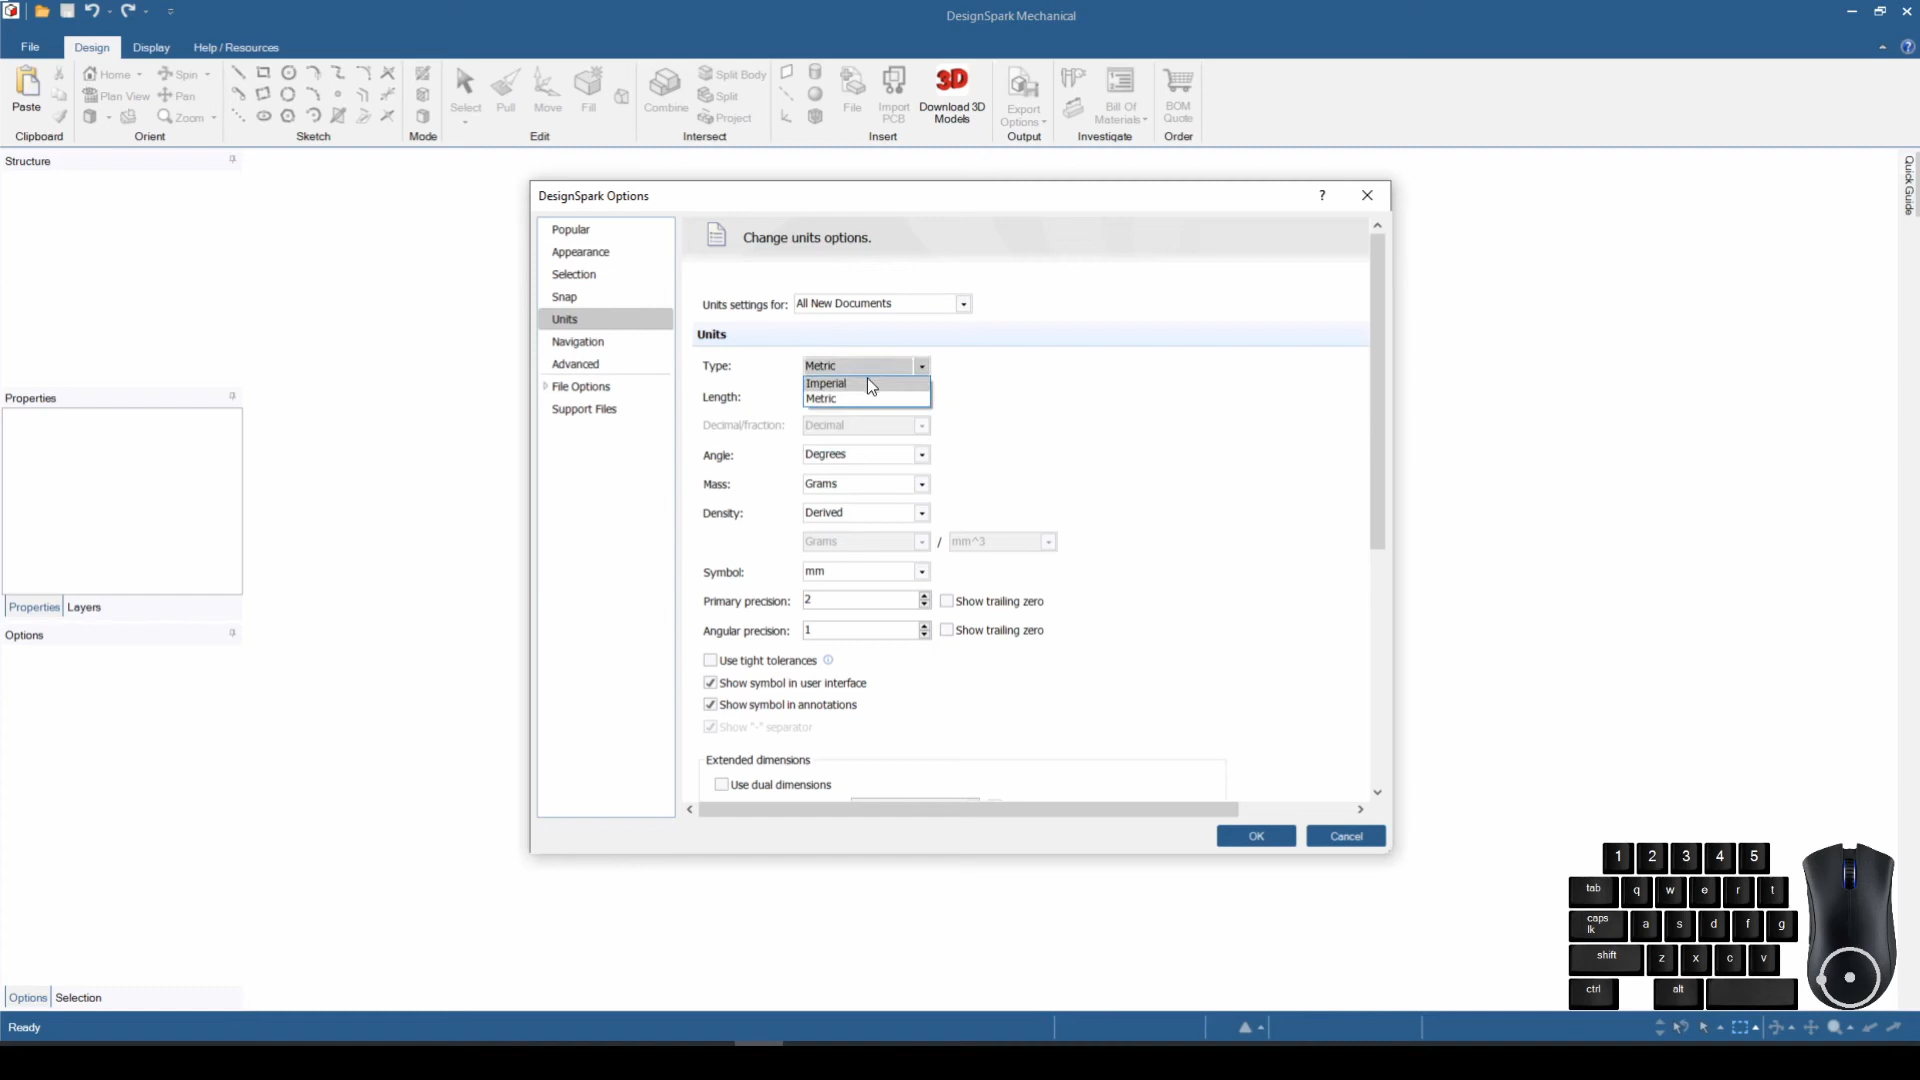 DesignSpark Mechanical
File Design Display Help / Resources
Paste Home Spin Plan View Pan Zoom
Select Pull Move Fill Combine Split Body Split Project
File Import PCB Download 3D Models 3D Export Options Bill Of Materials BOM Quote
Clipboard Orient Sketch Mode Edit Intersect Insert Output Investigate Order
Structure
Quick Guide
DesignSpark Options ?
Popular
Appearance
Selection
Snap
Units
Navigation
Advanced
File Options
Support Files
Change units options.
Units settings for: All New Documents
Units
Type: Metric
Imperial
Length: Metric
Decimal/fraction: Decimal
Angle: Degrees
Mass: Grams
Density: Derived
Grams / mm^3
Symbol: mm
Primary precision: 2 Show trailing zero
Angular precision: 1 Show trailing zero
Use tight tolerances
Show symbol in user interface
Show symbol in annotations
Show "-" separator
Extended dimensions
Use dual dimensions
OK Cancel
Properties
Properties Layers
Options
Options Selection
Ready
1 2 3 4 5
tab q w e r t
caps lk a s d f g
shift z x c v
ctrl alt